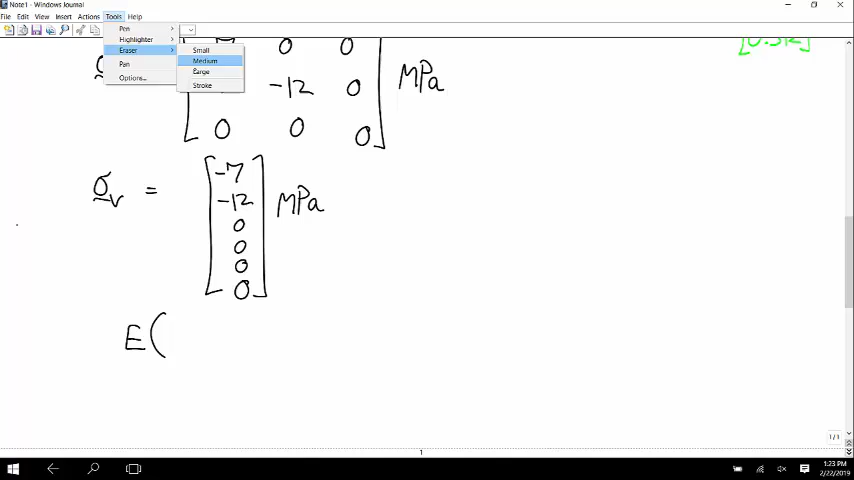 Note1 - Windows Journal
File Edit View Insert Actions Tools Help
Pen
Highlighter
Eraser
Pan
Options...
Small
Medium
Large
Stroke
0 0
-12 0 MPa
0 0 0
σv = -7 MPa
-12
0
0
0
0
E(
1/1
1
1:23 PM
2/22/2019